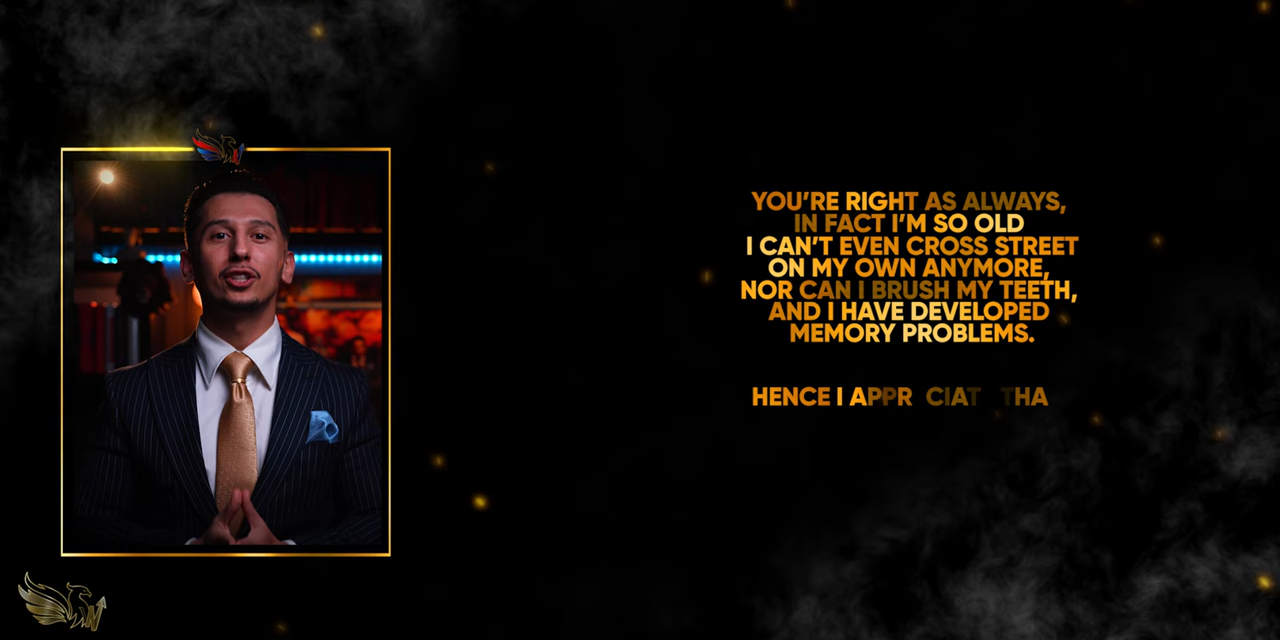 YOU'RE RIGHT AS ALWAYS,
IN FACT I'M SO OLD
I CAN'T EVEN CROSS STREET
ON MY OWN ANYMORE,
NOR CAN I BRUSH MY TEETH,
AND I HAVE DEVELOPED
MEMORY PROBLEMS.
HENCE I